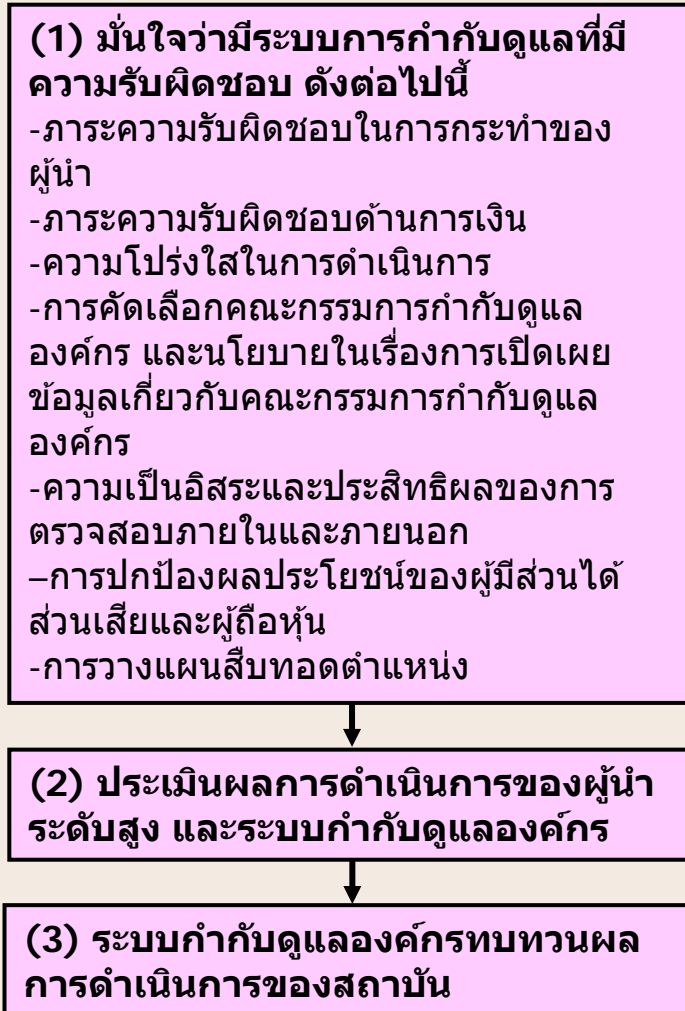 (1) มั่นใจว่ามีระบบการกำกับดูแลที่มี
ความรับผิดชอบ ดังต่อไปนี้
-ภาระความรับผิดชอบในการกระทำของ
ผู้นำ
-ภาระความรับผิดชอบด้านการเงิน
-ความโปร่งใสในการดำเนินการ
-การคัดเลือกคณะกรรมการกำกับดูแล
องค์กร และนโยบายในเรื่องการเปิดเผย
ข้อมูลเกี่ยวกับคณะกรรมการกำกับดูแล
องค์กร
-ความเป็นอิสระและประสิทธิผลของการ
ตรวจสอบภายในและภายนอก
–การปกป้องผลประโยชน์ของผู้มีส่วนได้
ส่วนเสียและผู้ถือหุ้น
-การวางแผนสืบทอดตำแหน่ง
(2) ประเมินผลการดำเนินการของผู้นำ
ระดับสูง และระบบกำกับดูแลองค์กร
(3) ระบบกำกับดูแลองค์กรทบทวนผล
การดำเนินการของสถาบัน